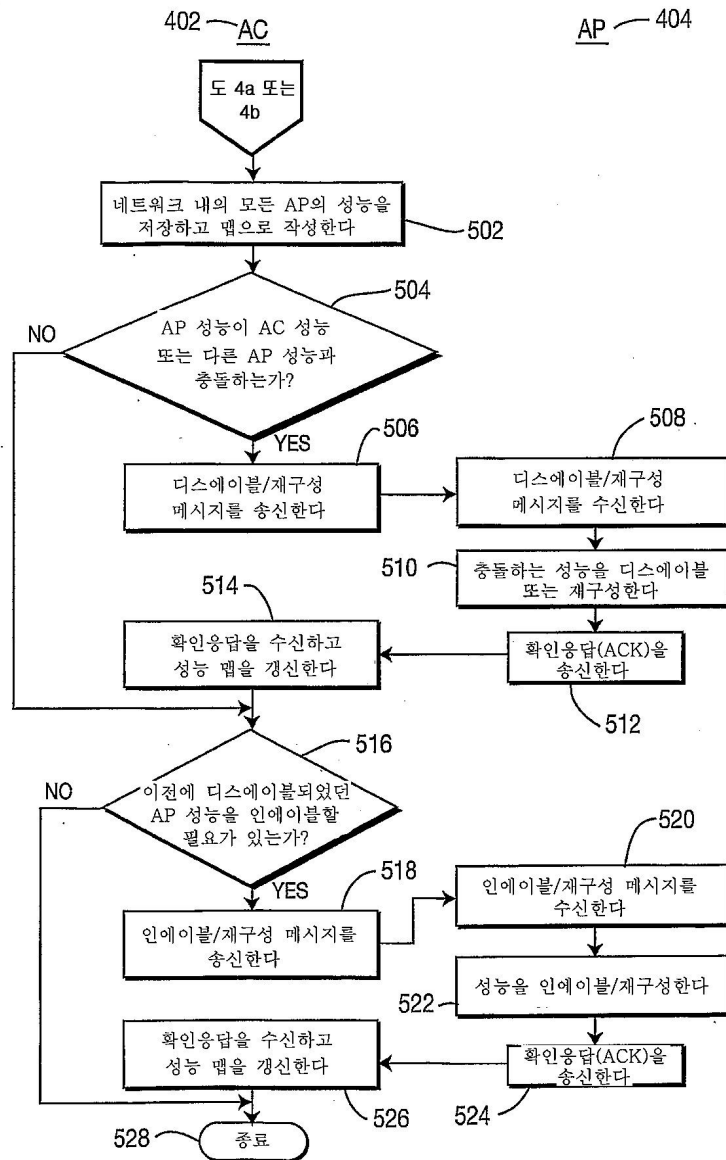 402 AC
AP 404
도 4a 또는
4b
네트워크 내의 모든 AP의 성능을
저장하고 맵으로 작성한다
502
504
AP 성능이 AC 성능
또는 다른 AP 성능과
충돌하는가?
NO
YES
506
디스에이블/재구성
메시지를 송신한다
508
디스에이블/재구성
메시지를 수신한다
510
충돌하는 성능을 디스에이블
또는 재구성한다
514
확인응답을 수신하고
성능 맵을 갱신한다
확인응답(ACK)을
송신한다
512
516
이전에 디스에이블되었던
AP 성능을 인에이블할
필요가 있는가?
NO
YES
518
인에이블/재구성 메시지를
송신한다
520
인에이블/재구성 메시지를
수신한다
성능을 인에이블/재구성한다
522
확인응답을 수신하고
성능 맵을 갱신한다
526
확인응답(ACK)을
송신한다
524
528
종료